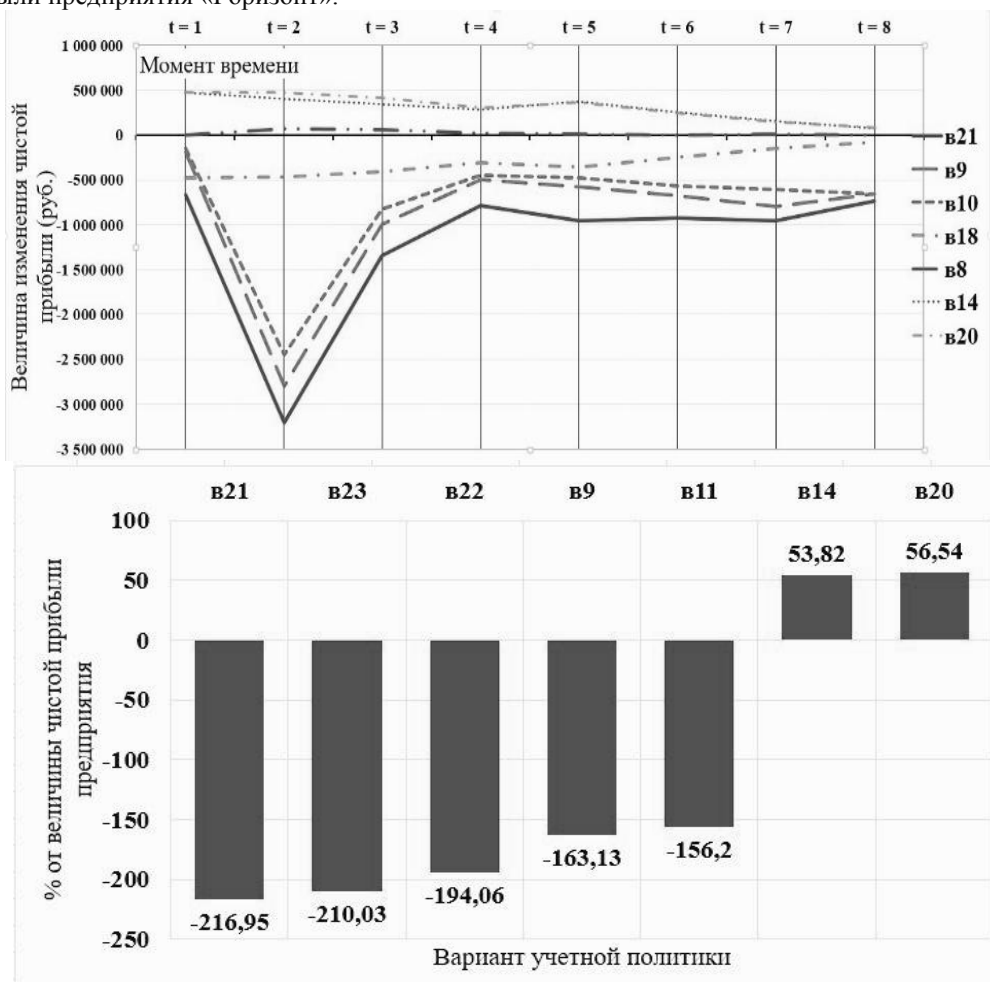 предприятия «Горизонт».
t = 1 t = 2 t = 3 t = 4 t = 5 t = 6 t = 7 t = 8
Момент времени
Величина изменения чистой
прибыли (руб.)
1 000 000
500 000
0
-500 000
-1 000 000
-1 500 000
-2 000 000
-2 500 000
-3 000 000
-3 500 000
в21
в9
в10
в18
в8
в14
в20
в21 в23 в22 в9 в11 в14 в20
% от величины чистой прибыли
предприятия
100
50
0
-50
-100
-150
-200
-250
-216,95
-210,03
-194,06
-163,13
-156,2
53,82
56,54
Вариант учетной политики